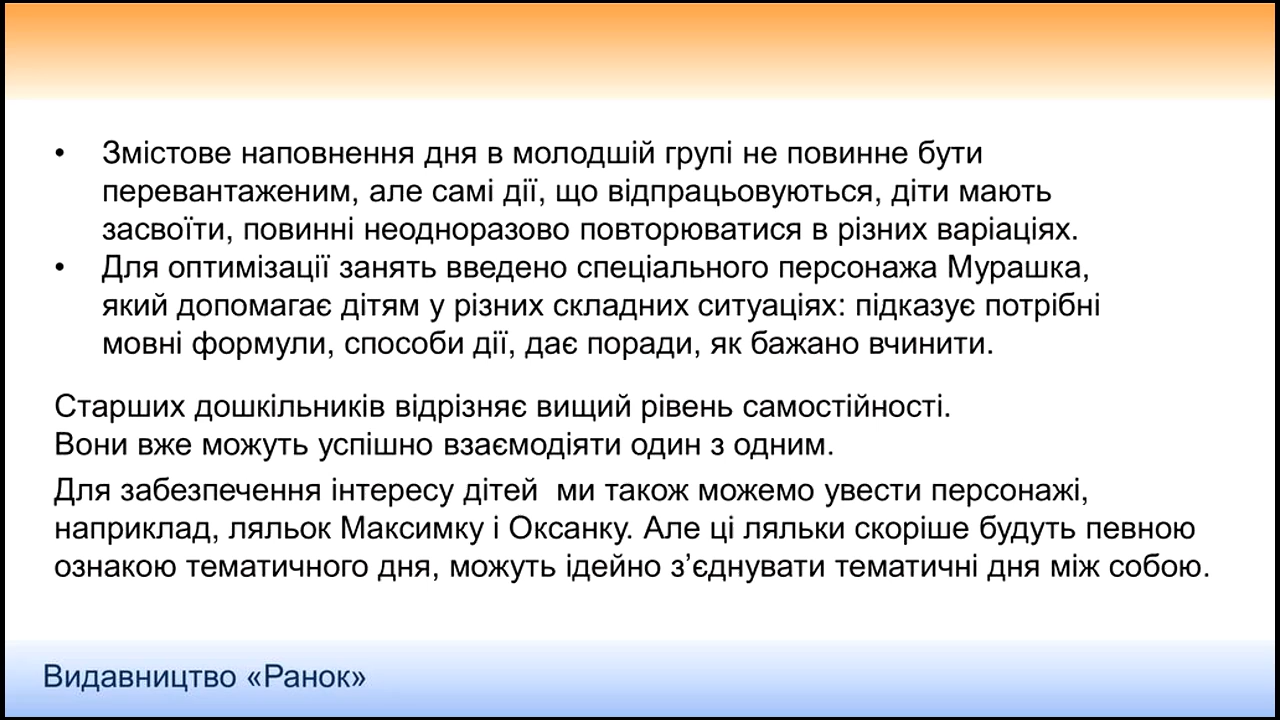 • Змістове наповнення дня в молодшій групі не повинне бути
перевантаженим, але самі дії, що відпрацьовуються, діти мають
засвоїти, повинні неодноразово повторюватися в різних варіаціях.
• Для оптимізації занять введено спеціального персонажа Мурашка,
який допомагає дітям у різних складних ситуаціях: підказує потрібні
мовні формули, способи дії, дає поради, як бажано вчинити.
Старших дошкільників відрізняє вищий рівень самостійності.
Вони вже можуть успішно взаємодіяти один з одним.
Для забезпечення інтересу дітей  ми також можемо увести персонажі,
наприклад, ляльок Максимку і Оксанку. Але ці ляльки скоріше будуть певною
ознакою тематичного дня, можуть ідейно з’єднувати тематичні дня між собою.
Видавництво «Ранок»